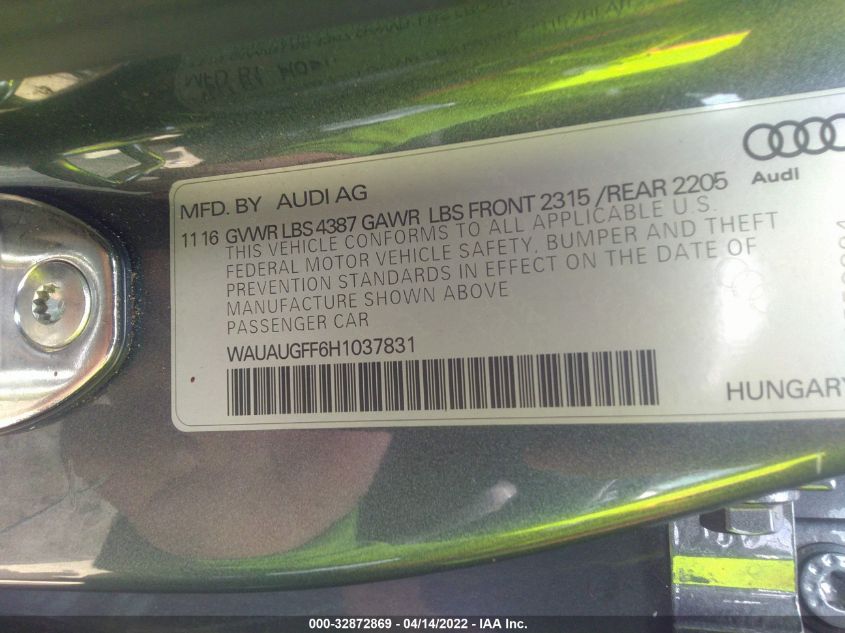 MFD. BY AUDI AG
Audi
11 16 GVWR LBS 4387 GAWR LBS FRONT 2315 /REAR 2205
THIS VEHICLE CONFORMS TO ALL APPLICABLE U.S.
FEDERAL MOTOR VEHICLE SAFETY, BUMPER AND THEFT
PREVENTION STANDARDS IN EFFECT ON THE DATE OF
MANUFACTURE SHOWN ABOVE
PASSENGER CAR
WAUAUGFF6H1037831
HUNGARY
000-32872869 - 04/14/2022 - IAA Inc.